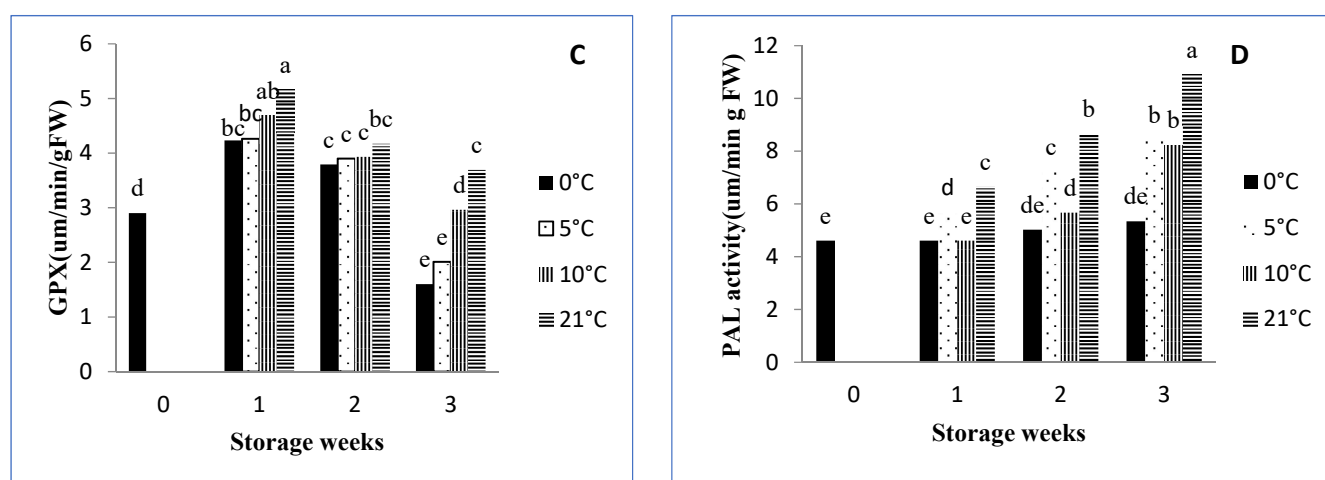 C
6
5
4
3
2
1
0
GPX(um/min/gFW)
d
bc bc ab a
c c c bc
e e d c
0 1 2 3
Storage weeks
0°C
5°C
10°C
21°C
D
12
10
8
6
4
2
0
PAL activity(um/min g FW)
e
e d e c
de c d b
de b b a
0 1 2 3
Storage weeks
0°C
5°C
10°C
21°C